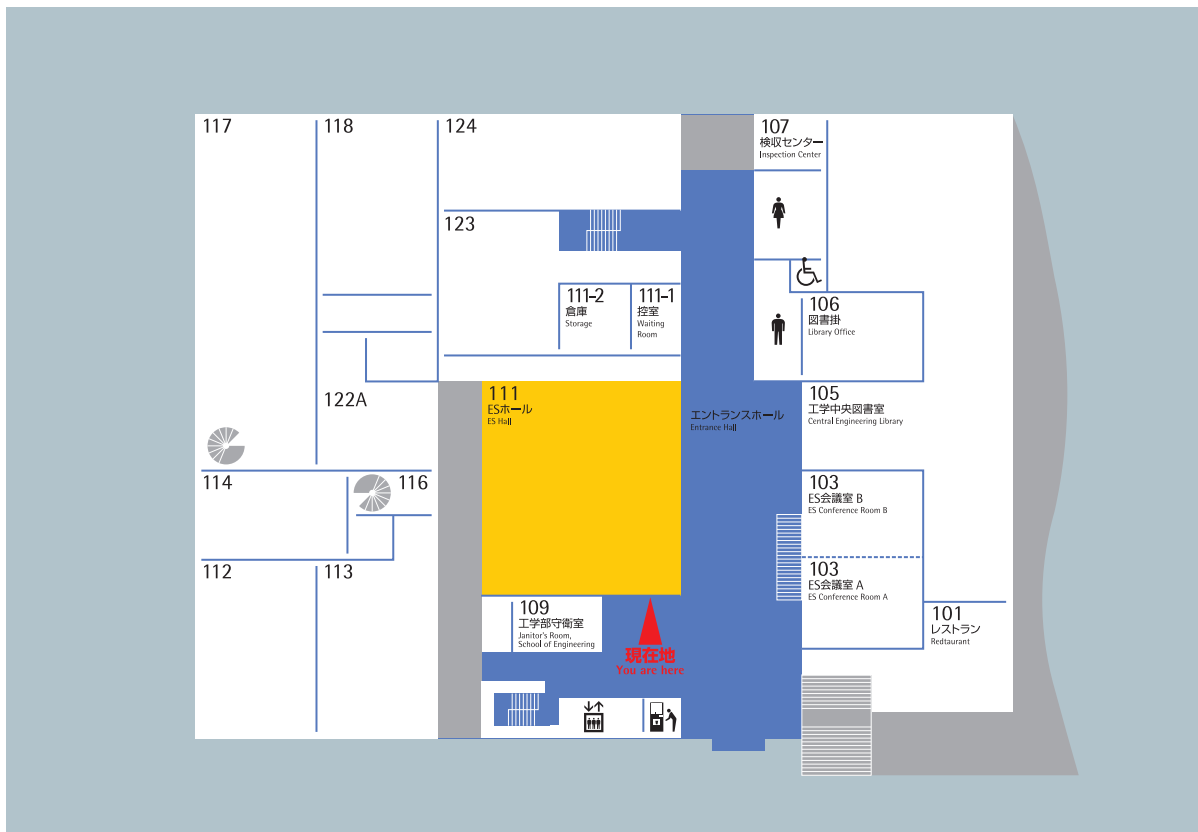 117
118
124
107
検収センター
Inspection Center
123
111-2
倉庫
Storage
111-1
控室
Waiting
Room
106
図書掛
Library Office
122A
111
ESホール
ES Hall
エントランスホール
Entrance Hall
105
工学中央図書室
Central Engineering Library
114
116
103
ES会議室 B
ES Conference Room B
112
113
103
ES会議室 A
ES Conference Room A
109
工学部守衛室
Janitor's Room,
School of Engineering
現在地
You are here
101
レストラン
Redtaurant